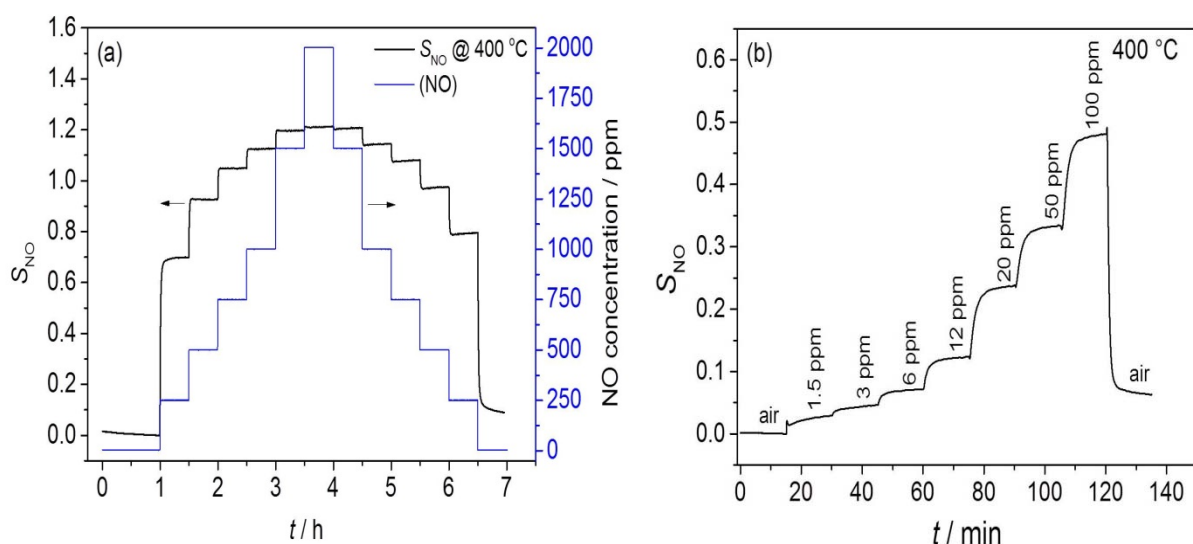 (a)
S_NO @ 400 °C
(NO)
1.6
1.4
1.2
1.0
0.8
0.6
0.4
0.2
0.0
S_NO
2000
1750
1500
1250
1000
750
500
250
0
NO concentration / ppm
0 1 2 3 4 5 6 7
t / h
(b)
400 °C
0.6
0.5
0.4
0.3
0.2
0.1
0.0
S_NO
air
1.5 ppm
3 ppm
6 ppm
12 ppm
20 ppm
50 ppm
100 ppm
air
0 20 40 60 80 100 120 140
t / min